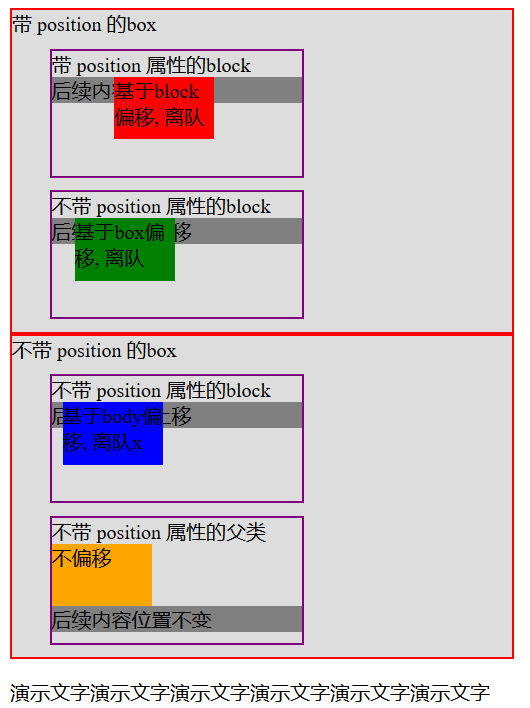 带 position 的box
带 position 属性的block
后续内
基于block
偏移, 离队
不带 position 属性的block
后 移
基于box偏
移, 离队
不带 position 的box
不带 position 属性的block
上移
基于body偏
移, 离队x
不带 position 属性的父类
不偏移
后续内容位置不变
演示文字演示文字演示文字演示文字演示文字演示文字